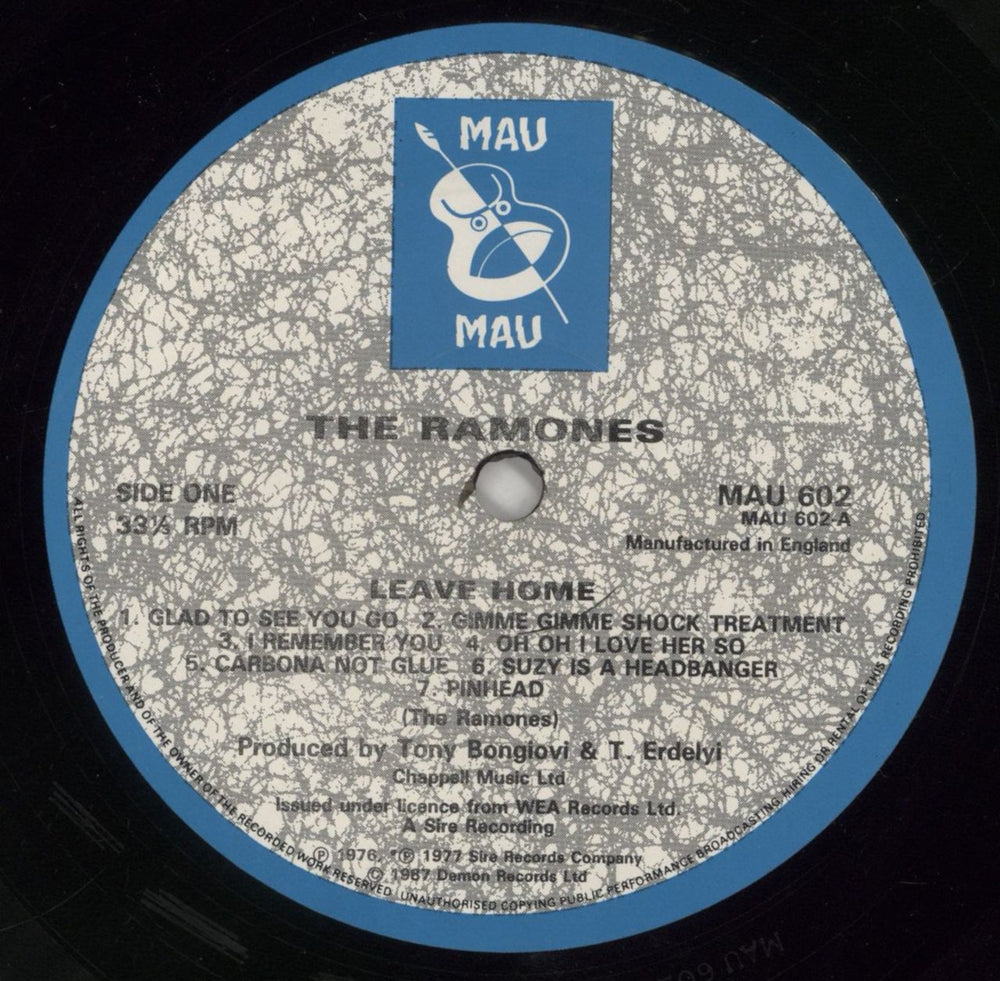 MAU
MAU
THE RAMONES
SIDE ONE
33⅓ RPM
MAU 602
MAU 602-A
Manufactured in England
LEAVE HOME
1. GLAD TO SEE YOU GO 2. GIMME GIMME SHOCK TREATMENT
3. I REMEMBER YOU 4. OH OH I LOVE HER SO
5. CARBONA NOT GLUE 6. SUZY IS A HEADBANGER
7. PINHEAD
(The Ramones)
Produced by Tony Bongiovi & T. Erdelyi
Chappell Music Ltd
Issued under licence from WEA Records Ltd.
A Sire Recording
℗ 1976, *℗ 1977 Sire Records Company
© 1987 Demon Records Ltd
ALL RIGHTS OF THE PRODUCER AND OF THE OWNER OF THE RECORDED WORK RESERVED UNAUTHORISED COPYING PUBLIC PERFORMANCE BROADCASTING HIRING OR RENTAL OF THIS RECORDING PROHIBITED